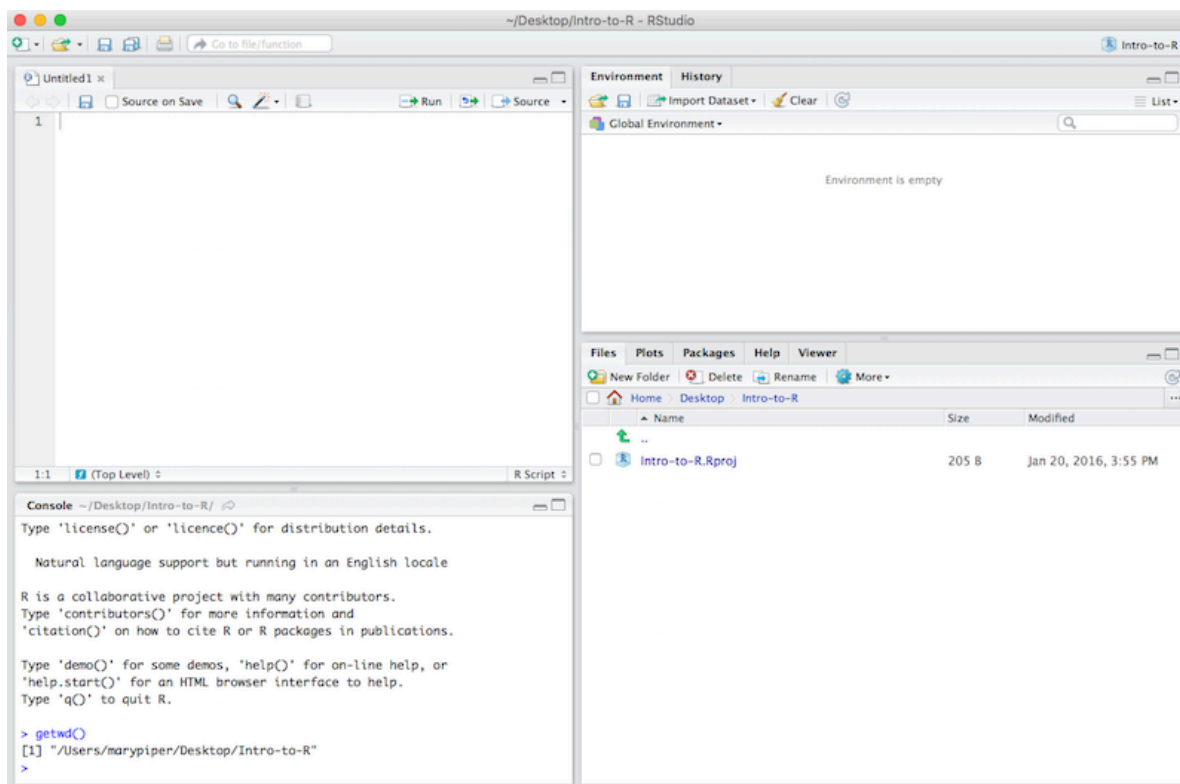 ~/Desktop/Intro-to-R - RStudio
Go to file/function
Intro-to-R
Untitled1
Source on Save
Run
Source
1
1:1
(Top Level)
R Script
Console ~/Desktop/Intro-to-R/
Type 'license()' or 'licence()' for distribution details.
Natural language support but running in an English locale
R is a collaborative project with many contributors.
Type 'contributors()' for more information and
'citation()' on how to cite R or R packages in publications.
Type 'demo()' for some demos, 'help()' for on-line help, or
'help.start()' for an HTML browser interface to help.
Type 'q()' to quit R.
> getwd()
[1] "/Users/marypiper/Desktop/Intro-to-R"
>
Environment History
Import Dataset Clear List
Global Environment
Environment is empty
Files Plots Packages Help Viewer
New Folder Delete Rename More
Home Desktop Intro-to-R
Name Size Modified
..
Intro-to-R.Rproj 205 B Jan 20, 2016, 3:55 PM